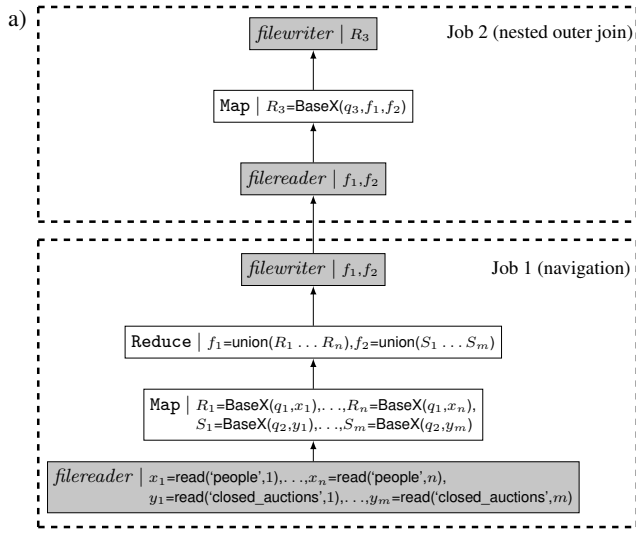 a)
filewriter | R₃
Job 2 (nested outer join)
Map | R₃=BaseX(q₃,f₁,f₂)
filereader | f₁,f₂
filewriter | f₁,f₂
Job 1 (navigation)
Reduce | f₁=union(R₁ ... Rₙ),f₂=union(S₁ ... Sₘ)
Map | R₁=BaseX(q₁,x₁),...,Rₙ=BaseX(q₁,xₙ),
S₁=BaseX(q₂,y₁),...,Sₘ=BaseX(q₂,yₘ)
filereader | x₁=read(‘people’,1),...,xₙ=read(‘people’,n),
y₁=read(‘closed_auctions’,1),...,yₘ=read(‘closed_auctions’,m)